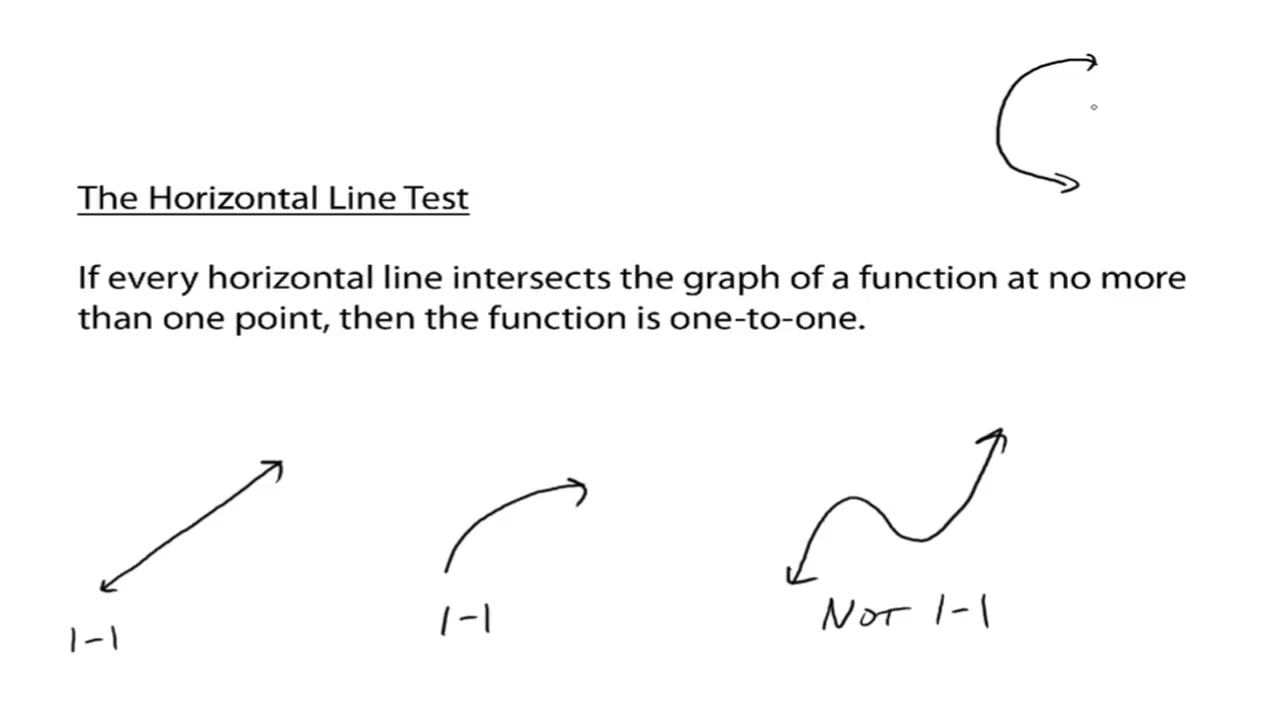 The Horizontal Line Test
If every horizontal line intersects the graph of a function at no more
than one point, then the function is one-to-one.
1-1
1-1
NOT 1-1